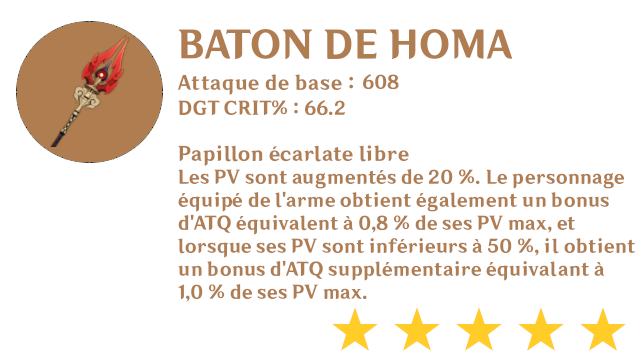 BATON DE HOMA
Attaque de base : 608
DGT CRIT% : 66.2
Papillon écarlate libre
Les PV sont augmentés de 20 %. Le personnage
équipé de l'arme obtient également un bonus
d'ATQ équivalent à 0,8 % de ses PV max, et
lorsque ses PV sont inférieurs à 50 %, il obtient
un bonus d'ATQ supplémentaire équivalant à
1,0 % de ses PV max.